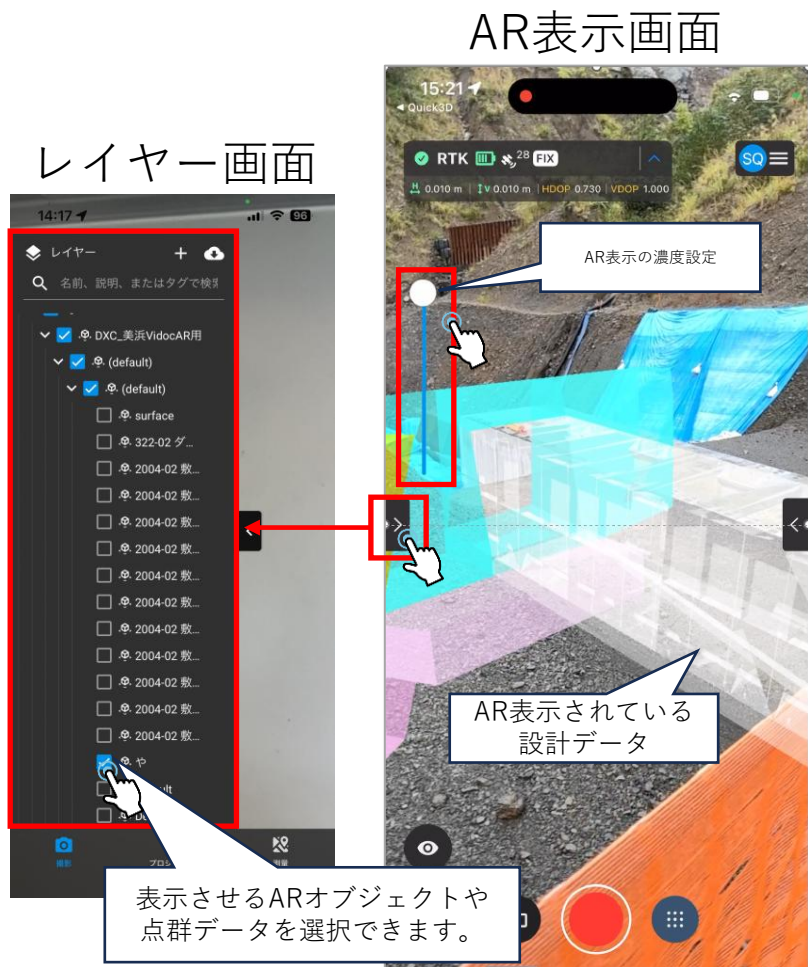 AR表示画面
レイヤー画面
15:21
◀ Quick3D
RTK 28 FIX
SQ
H 0.010 m V 0.010 m HDOP 0.730 VDOP 1.000
AR表示の濃度設定
14:17 96
レイヤー
名前、説明、またはタグで検索
DXC_美浜VidocAR用
(default)
(default)
surface
322-02 ダ...
2004-02 敷...
2004-02 敷...
2004-02 敷...
2004-02 敷...
2004-02 敷...
2004-02 敷...
2004-02 敷...
2004-02 敷...
2004-02 敷...
2004-02 敷...
2004-02 敷...
や
撮影
測量
AR表示されている
設計データ
表示させるARオブジェクトや
点群データを選択できます。